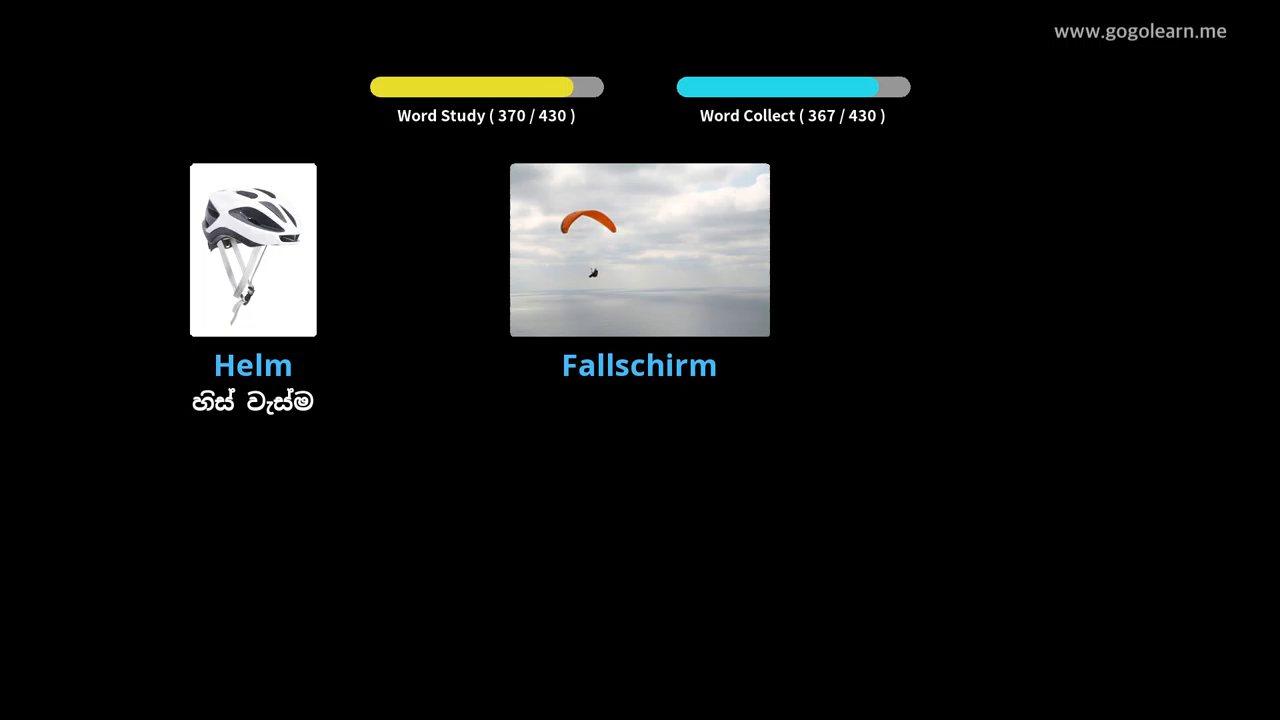 www.gogolearn.me
Word Study ( 370 / 430 )
Word Collect ( 367 / 430 )
Helm
හිස් වැස්ම
Fallschirm